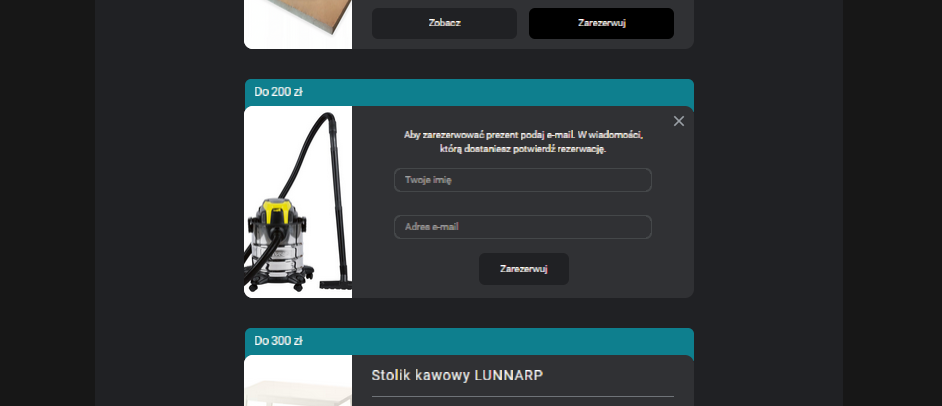 Zobacz
Zarezerwuj
Do 200 zł
Aby zarezerwować prezent podaj e-mail. W wiadomości,
którą dostaniesz potwierdź rezerwację.
Twoje imię
Adres e-mail
Zarezerwuj
Do 300 zł
Stolik kawowy LUNNARP